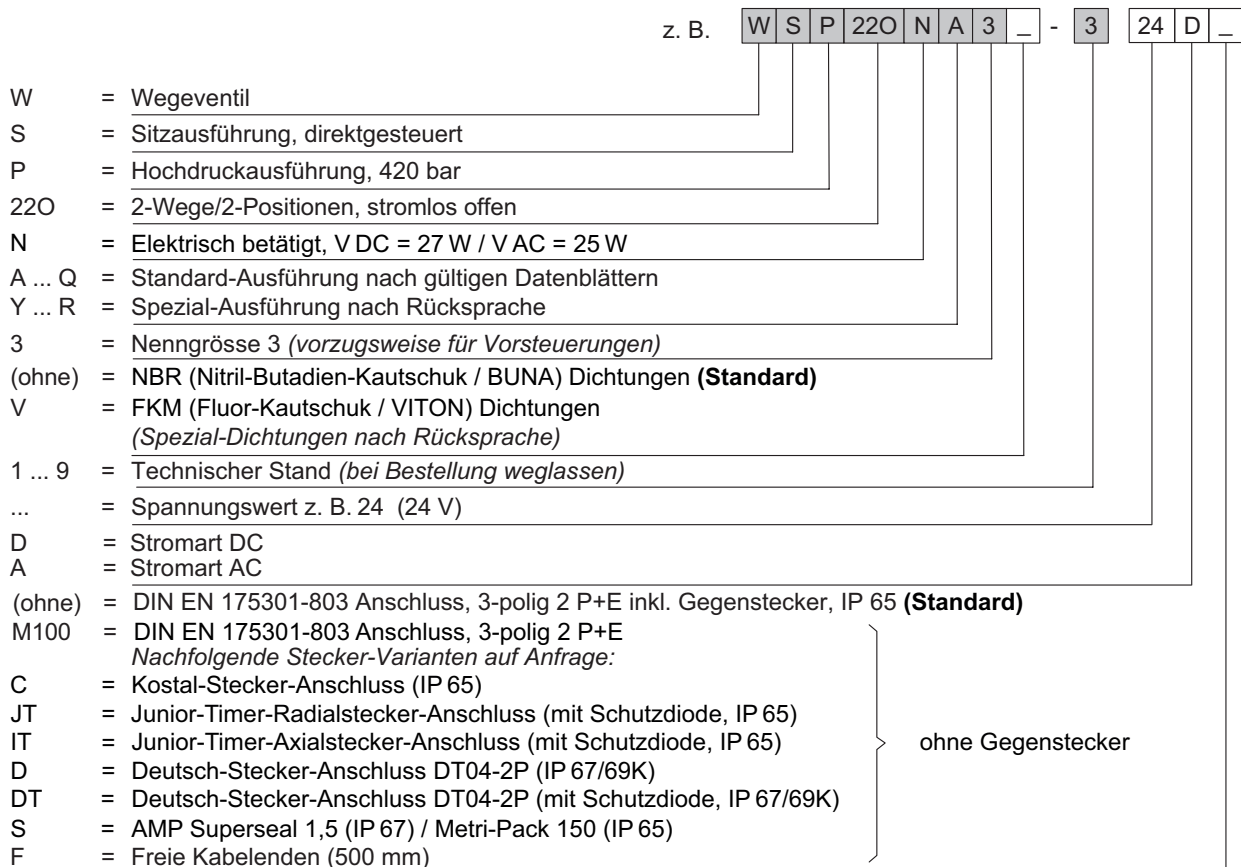 z. B. W S P 22O N A 3 _ - 3 24 D _
W = Wegeventil
S = Sitzausführung, direktgesteuert
P = Hochdruckausführung, 420 bar
22O = 2-Wege/2-Positionen, stromlos offen
N = Elektrisch betätigt, V DC = 27 W / V AC = 25 W
A ... Q = Standard-Ausführung nach gültigen Datenblättern
Y ... R = Spezial-Ausführung nach Rücksprache
3 = Nenngrösse 3 (vorzugsweise für Vorsteuerungen)
(ohne) = NBR (Nitril-Butadien-Kautschuk / BUNA) Dichtungen (Standard)
V = FKM (Fluor-Kautschuk / VITON) Dichtungen
(Spezial-Dichtungen nach Rücksprache)
1 ... 9 = Technischer Stand (bei Bestellung weglassen)
... = Spannungswert z. B. 24 (24 V)
D = Stromart DC
A = Stromart AC
(ohne) = DIN EN 175301-803 Anschluss, 3-polig 2 P+E inkl. Gegenstecker, IP 65 (Standard)
M100 = DIN EN 175301-803 Anschluss, 3-polig 2 P+E
Nachfolgende Stecker-Varianten auf Anfrage:
C = Kostal-Stecker-Anschluss (IP 65)
JT = Junior-Timer-Radialstecker-Anschluss (mit Schutzdiode, IP 65)
IT = Junior-Timer-Axialstecker-Anschluss (mit Schutzdiode, IP 65) ohne Gegenstecker
D = Deutsch-Stecker-Anschluss DT04-2P (IP 67/69K)
DT = Deutsch-Stecker-Anschluss DT04-2P (mit Schutzdiode, IP 67/69K)
S = AMP Superseal 1,5 (IP 67) / Metri-Pack 150 (IP 65)
F = Freie Kabelenden (500 mm)